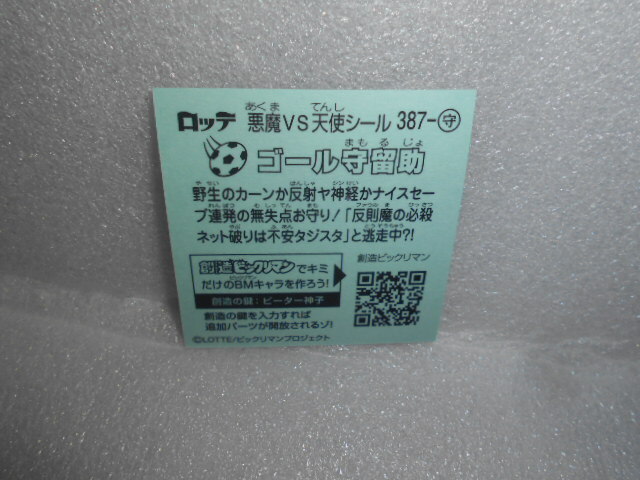 ロッテ 悪魔VS天使シール 387-守
ゴール守留助
野生のカーンか反射ヤ神経かナイスセー
ブ連発の無失点お守り!「反則魔の必殺
ネット破りは不安タジスタ」と逃走中?!
創造ビックリマンでキミ
だけのBMキャラを作ろう!
創造の鍵:ピーター神子
創造の鍵を入力すれば
追加パーツが開放されるゾ!
©LOTTE/ビックリマンプロジェクト
創造ビックリマン